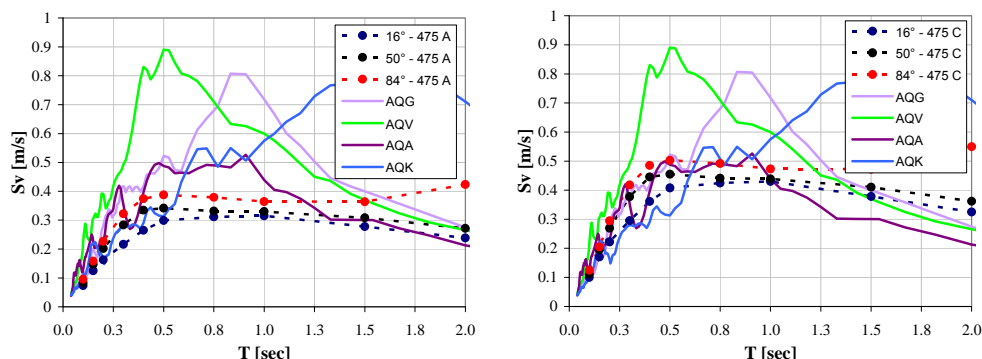 1
0.9
0.8
0.7
0.6
0.5
0.4
0.3
0.2
0.1
0
Sv [m/s]
0.0 0.3 0.5 0.8 1.0 1.3 1.5 1.8 2.0
T [sec]
16° - 475 A
50° - 475 A
84° - 475 A
AQG
AQV
AQA
AQK
1
0.9
0.8
0.7
0.6
0.5
0.4
0.3
0.2
0.1
0
Sv [m/s]
0.0 0.3 0.5 0.8 1.0 1.3 1.5 1.8 2.0
T [sec]
16° - 475 C
50° - 475 C
84° - 475 C
AQG
AQV
AQA
AQK